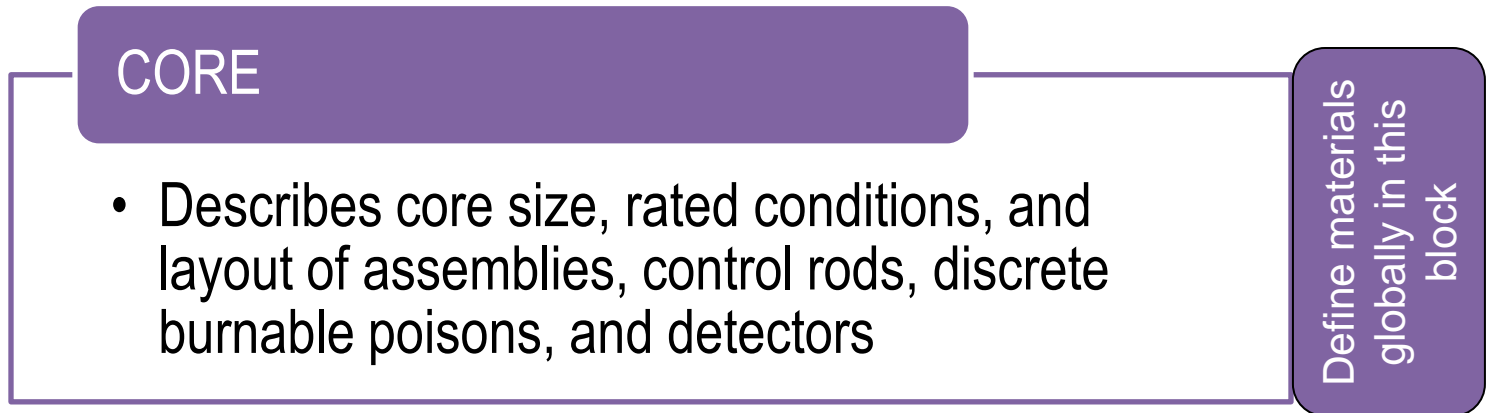 CORE
• Describes core size, rated conditions, and
layout of assemblies, control rods, discrete
burnable poisons, and detectors
Define materials
globally in this
block